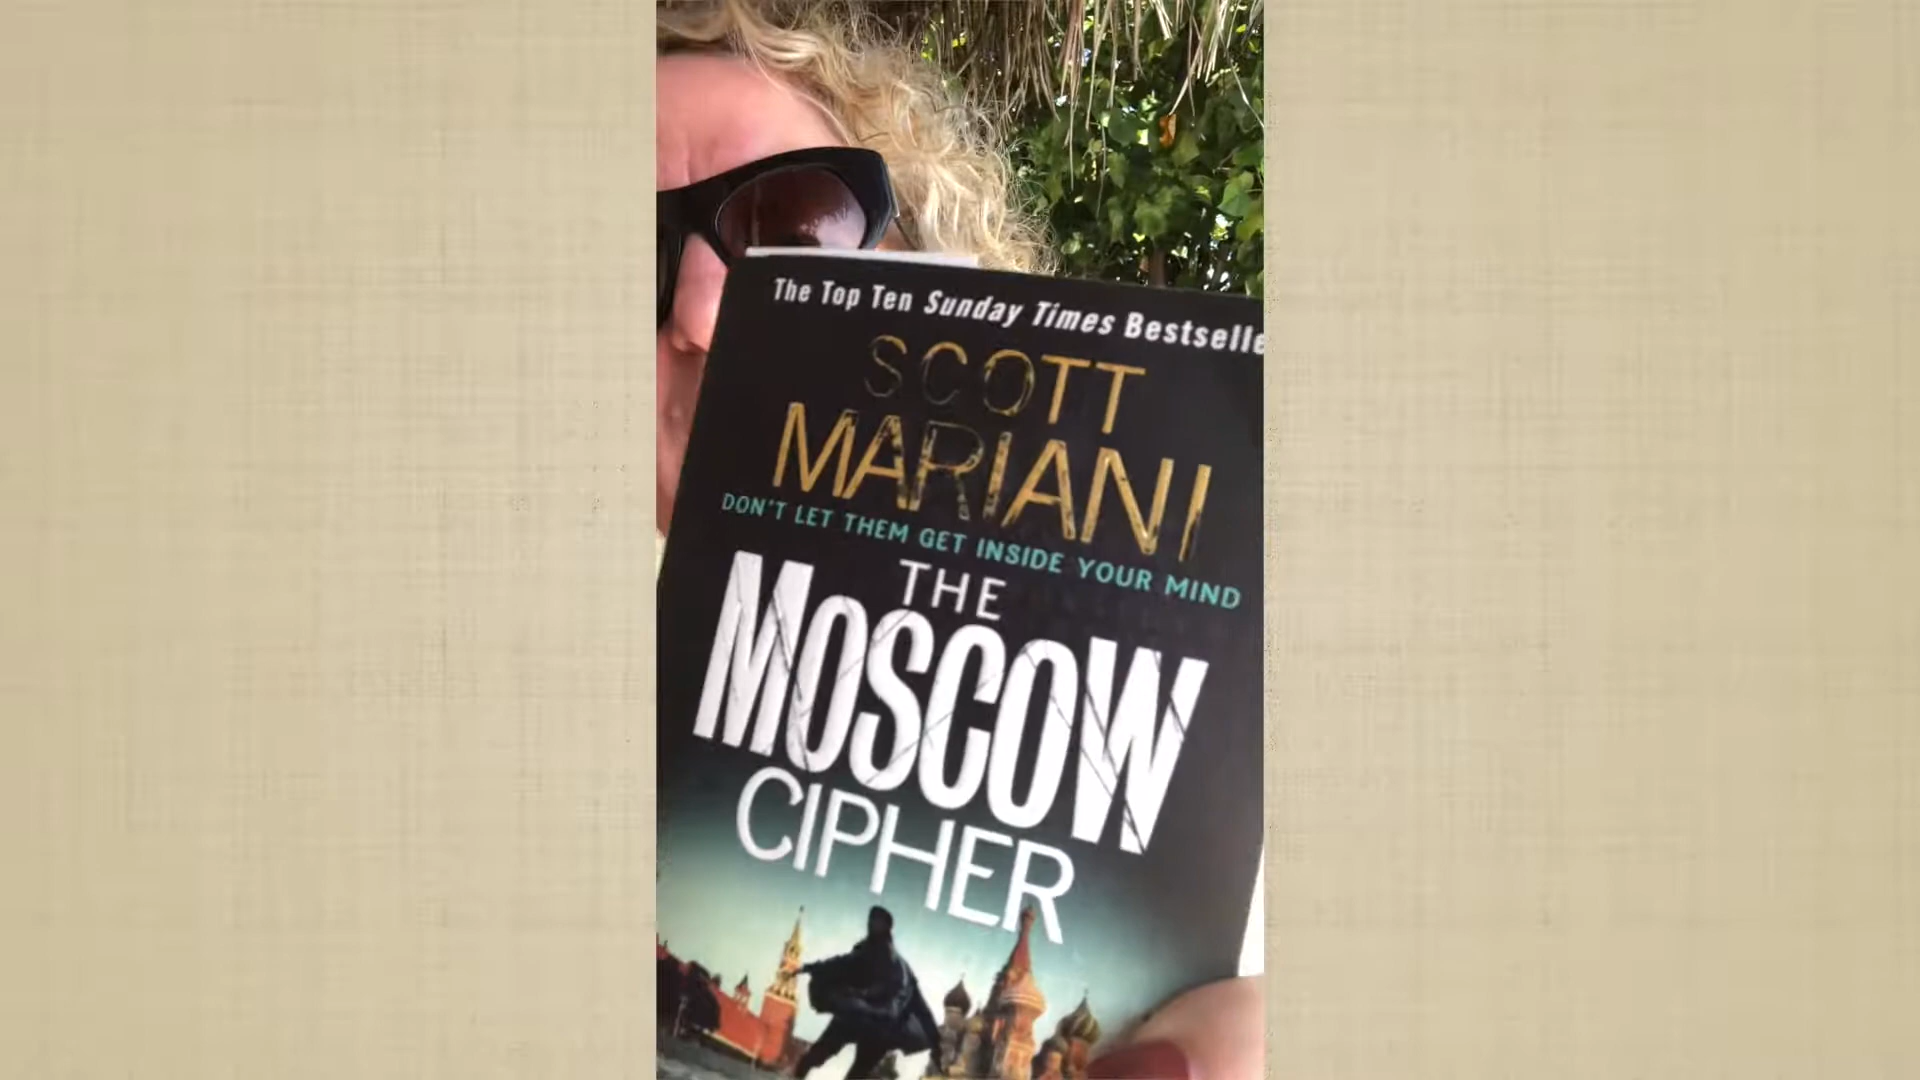 The Top Ten Sunday Times Bestselle
SCOTT
MARIANI
DON'T LET THEM GET INSIDE YOUR MIND
THE
MOSCOW
CIPHER